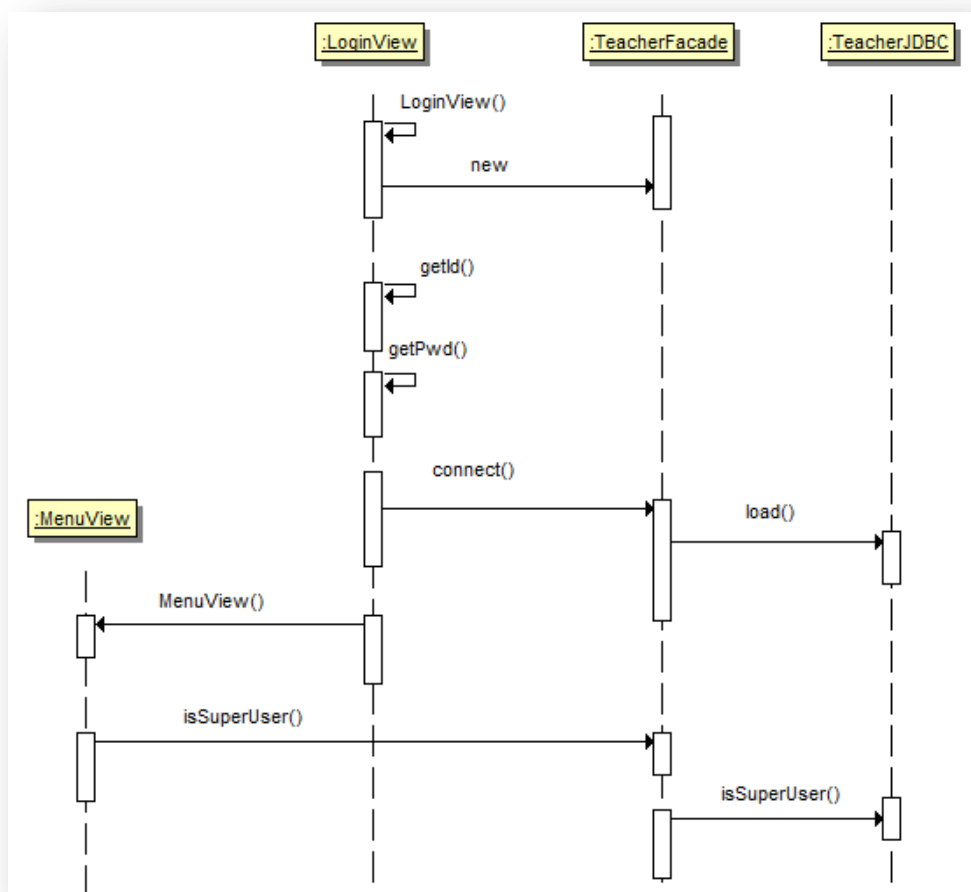 :LoginView
:TeacherFacade
:TeacherJDBC
LoginView()
new
getId()
getPwd()
connect()
:MenuView
load()
MenuView()
isSuperUser()
isSuperUser()